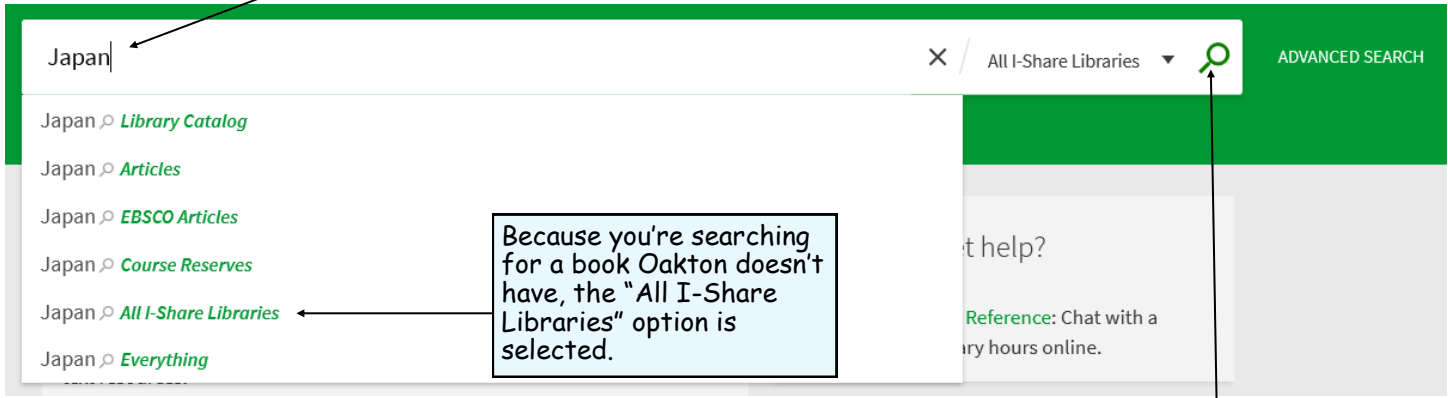 Japan
All I-Share Libraries
ADVANCED SEARCH
Japan Library Catalog
Japan Articles
Japan EBSCO Articles
Japan Course Reserves
Japan All I-Share Libraries
Japan Everything
Because you're searching
for a book Oakton doesn't
have, the “All I-Share
Libraries” option is
selected.
t help?
Reference: Chat with a
ry hours online.